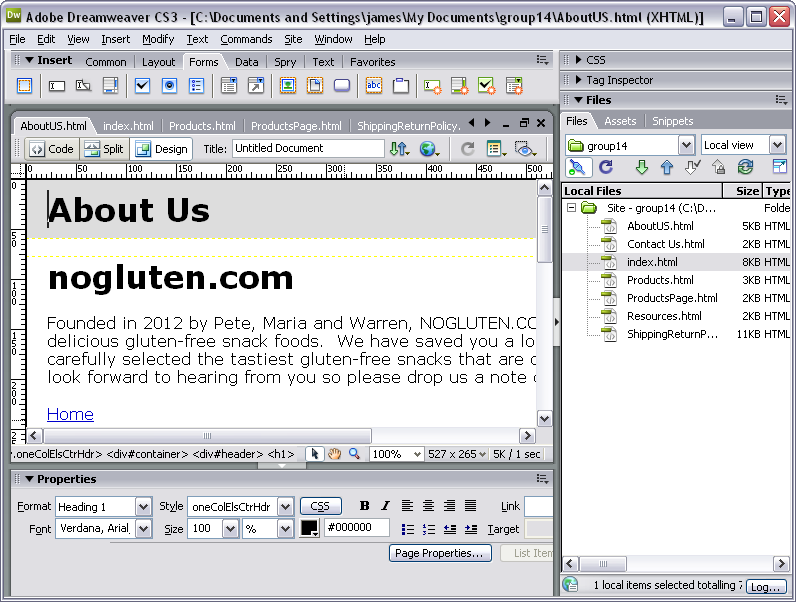 Adobe Dreamweaver CS3 - [C:\Documents and Settings\james\My Documents\group14\AboutUS.html (XHTML)]
File Edit View Insert Modify Text Commands Site Window Help
Insert Common Layout Forms Data Spry Text Favorites
CSS
Tag Inspector
Files
Files Assets Snippets
AboutUS.html index.html Products.html ProductsPage.html ShippingReturnPolicy.
Code Split Design Title: Untitled Document
group14 Local view
0 50 100 150 200 250 300 350 400 450 500
Local Files Size Type
Site - group14 (C:\D... Folde
AboutUS.html 5KB HTML
Contact Us.html 2KB HTML
index.html 8KB HTML
Products.html 3KB HTML
ProductsPage.html 2KB HTML
Resources.html 2KB HTML
ShippingReturnP... 11KB HTML
About Us
nogluten.com
Founded in 2012 by Pete, Maria and Warren, NOGLUTEN.CO
delicious gluten-free snack foods. We have saved you a lo
carefully selected the tastiest gluten-free snacks that are
look forward to hearing from you so please drop us a note
Home
.oneColElsCtrHdr> <div#container> <div#header> <h1> 100% 527 x 265 5K / 1 sec
Properties
Format Heading 1 Style oneColElsCtrHdr CSS B I Link
Font Verdana, Arial, Size 100 % #000000 Target
Page Properties... List Item
1 local items selected totalling Log...